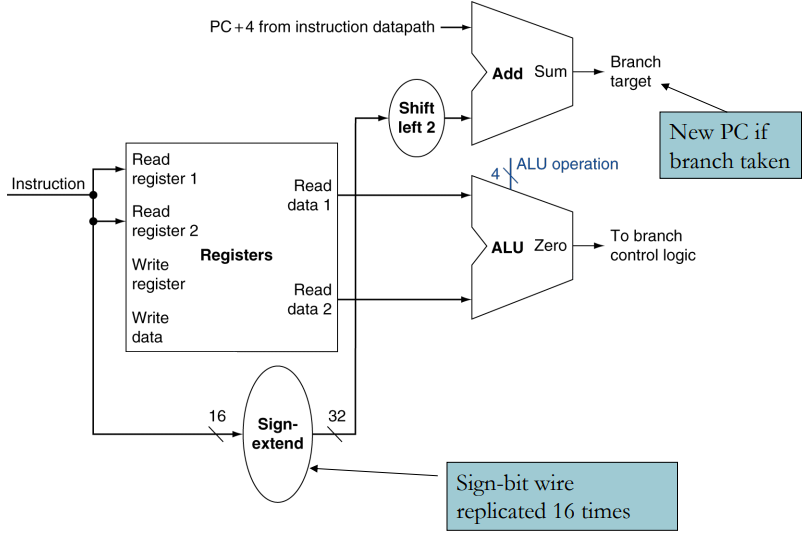 PC+4 from instruction datapath
Add Sum
Branch
target
Shift
left 2
New PC if
branch taken
Instruction
Read
register 1
Read
register 2
Write
register
Write
data
Registers
Read
data 1
Read
data 2
4
ALU operation
ALU Zero
To branch
control logic
16
Sign-
extend
32
Sign-bit wire
replicated 16 times